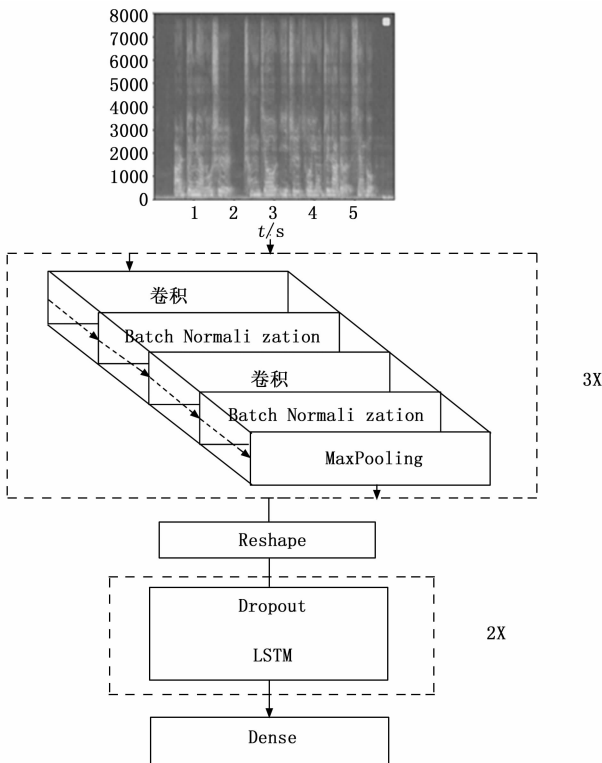 8000
7000
6000
5000
4000
3000
2000
1000
0
1 2 3 4 5
t/s
卷积
Batch Normali zation
卷积
Batch Normali zation
MaxPooling
3X
Reshape
Dropout
LSTM
2X
Dense